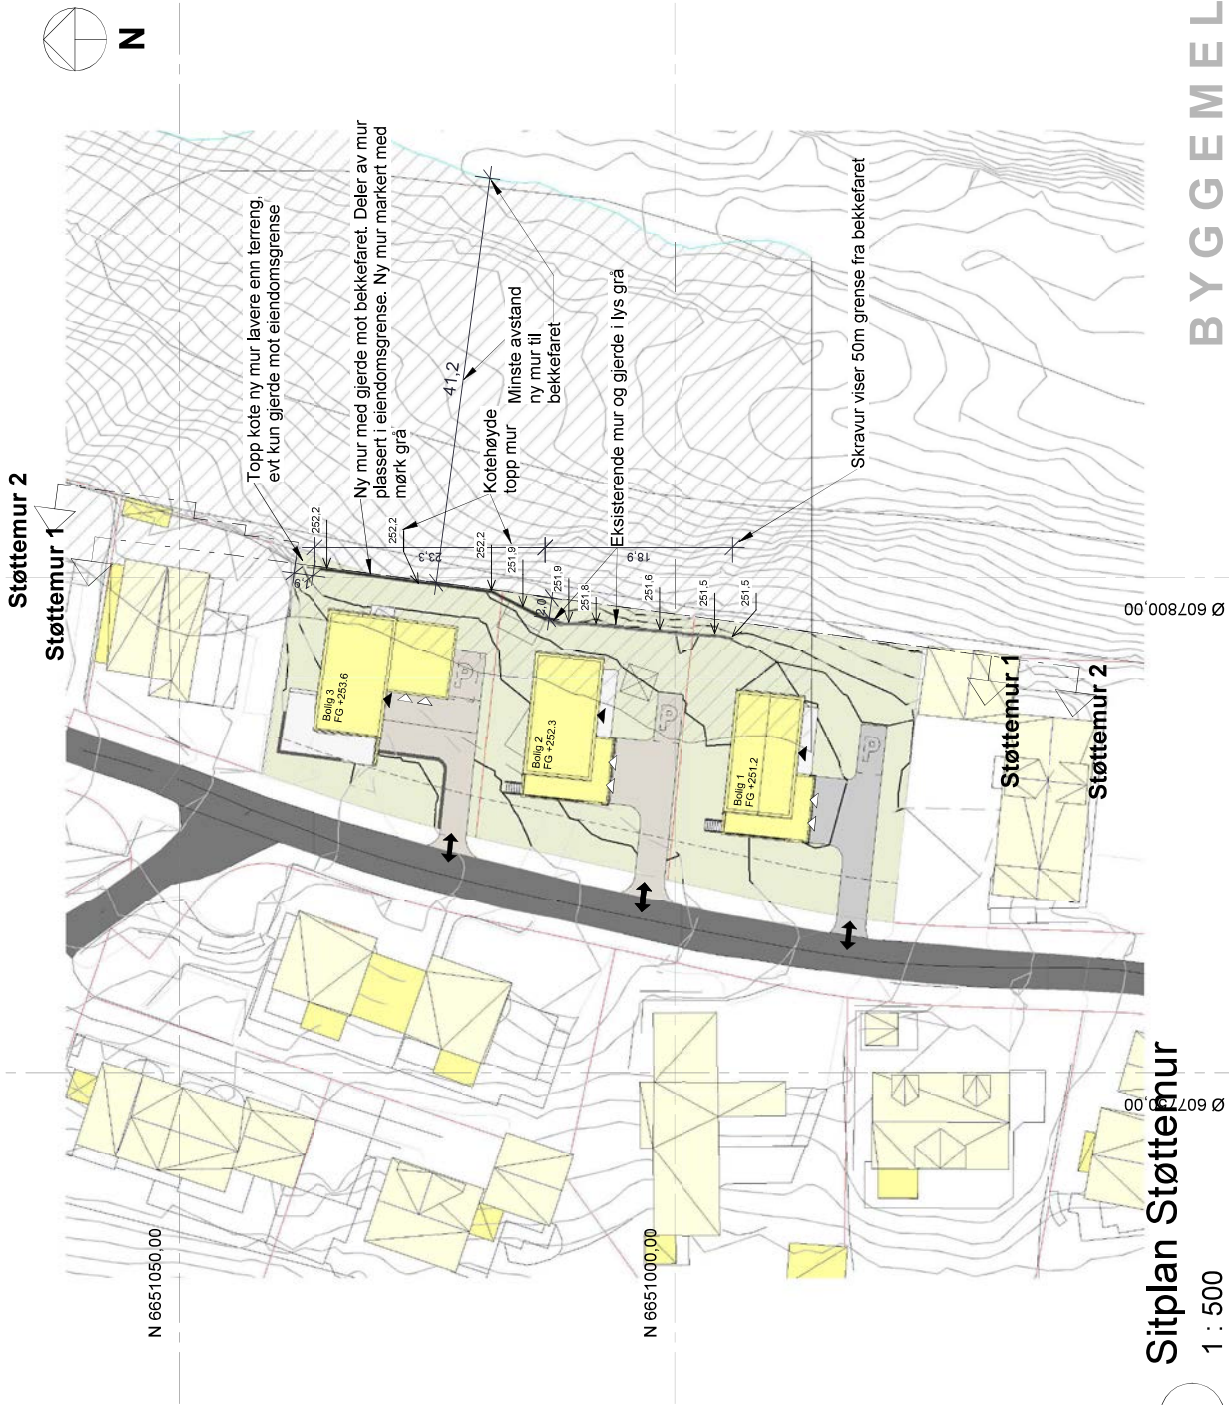 N
BYGGEMEL
Topp kote ny mur lavere enn terreng,
evt kun gjerde mot eiendomsgrense
Ny mur med gjerde mot bekkefaret. Deler av mur
plassert i eiendomsgrense. Ny mur markert med
mørk grå
41,2
Kotehøyde
topp mur
Minste avstand
ny mur til
bekkefaret
Eksisterende mur og gjerde i lys grå
Skravur viser 50m grense fra bekkefaret
Støttemur 2
Støttemur 1
252,2
252,2
252,2
251,9
251,9
251,8
251,6
251,5
251,5
23,3
18,9
2,0
Bolig 3
FG +253.6
Bolig 2
FG +252.3
Bolig 1
FG +251.2
P
P
P
Støttemur 1
Støttemur 2
Ø 607800,00
Ø 607750,00
N 6651050,00
N 6651000,00
Sitplan Støttemur
1 : 500